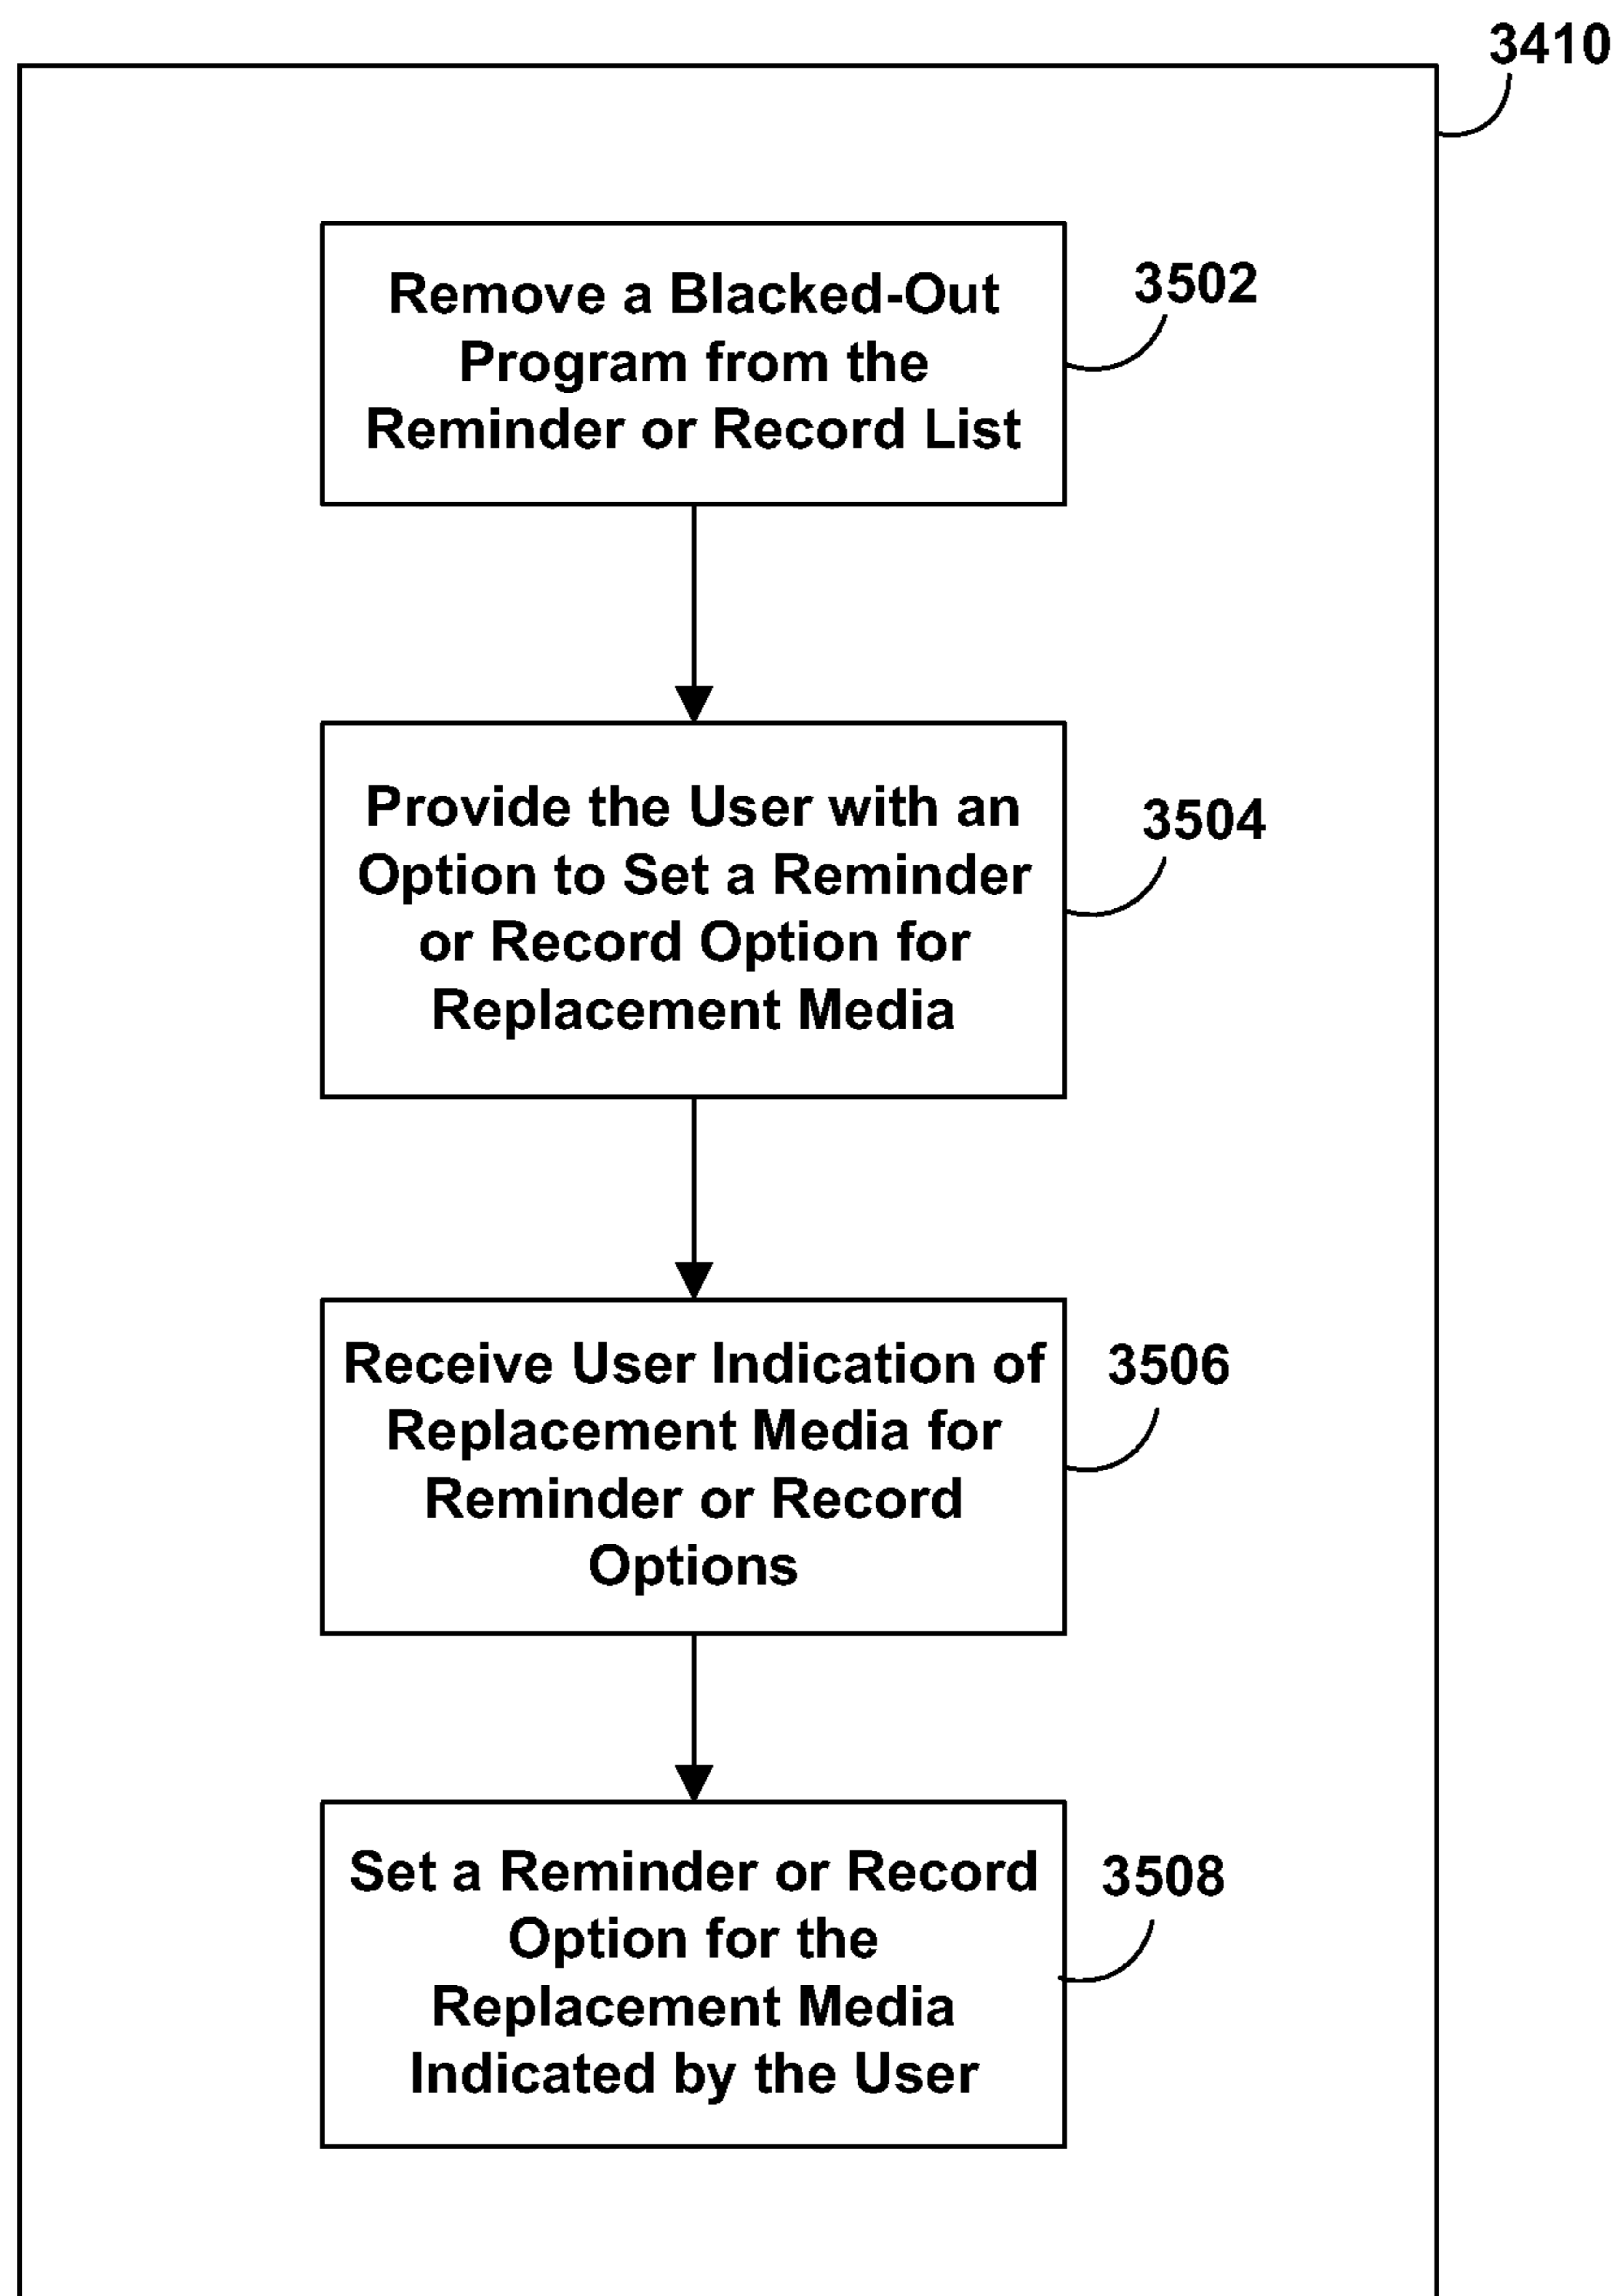 3410
Remove a Blacked-Out
Program from the
Reminder or Record List
3502
Provide the User with an
Option to Set a Reminder
or Record Option for
Replacement Media
3504
Receive User Indication of
Replacement Media for
Reminder or Record
Options
3506
Set a Reminder or Record
Option for the
Replacement Media
Indicated by the User
3508